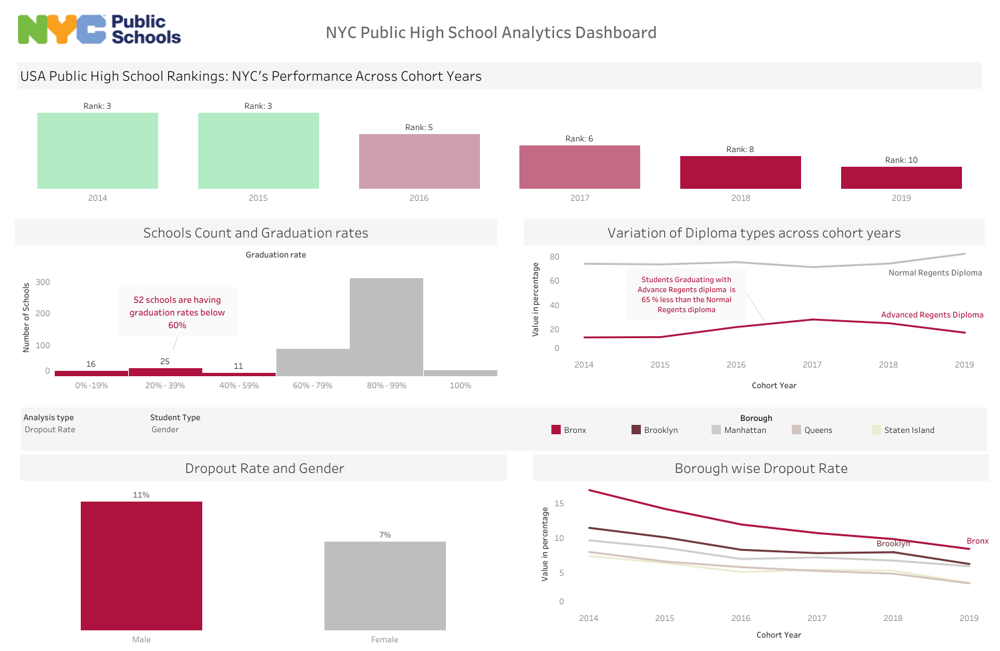 NYC Public Schools
NYC Public High School Analytics Dashboard
USA Public High School Rankings: NYC's Performance Across Cohort Years
Rank: 3
Rank: 3
Rank: 5
Rank: 6
Rank: 8
Rank: 10
2014
2015
2016
2017
2018
2019
Schools Count and Graduation rates
Graduation rate
Number of Schools
300
200
100
0
52 schools are having
graduation rates below
60%
16
25
11
0% -19%
20% - 39%
40% - 59%
60% - 79%
80% - 99%
100%
Variation of Diploma types across cohort years
Value in percentage
80
60
40
20
0
Students Graduating with
Advance Regents diploma is
65 % less than the Normal
Regents diploma
Normal Regents Diploma
Advanced Regents Diploma
2014
2015
2016
2017
2018
2019
Cohort Year
Analysis type
Dropout Rate
Student Type
Gender
Borough
Bronx
Brooklyn
Manhattan
Queens
Staten Island
Dropout Rate and Gender
11%
7%
Male
Female
Borough wise Dropout Rate
Value in percentage
15
10
5
0
Brooklyn
Bronx
2014
2015
2016
2017
2018
2019
Cohort Year